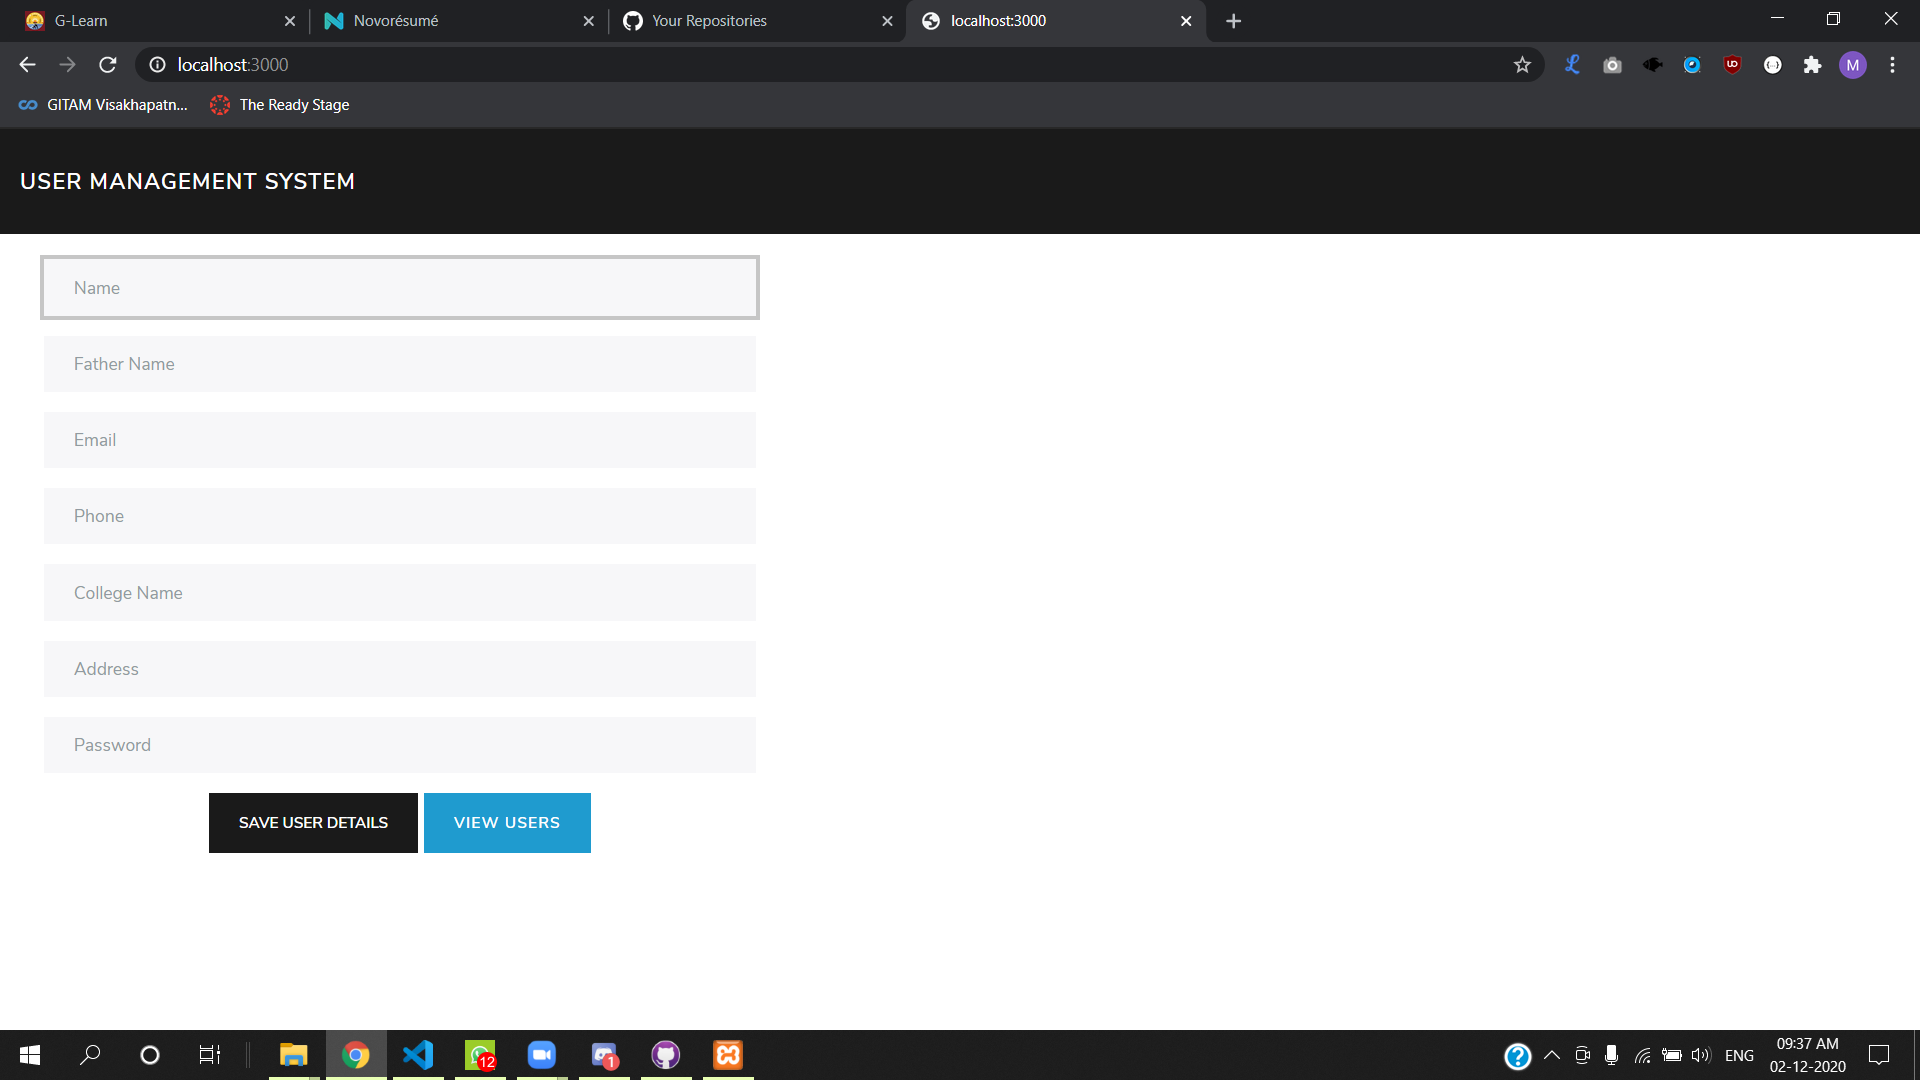 G-Learn
Novorésumé
Your Repositories
localhost:3000
localhost:3000
M
GITAM Visakhapatn...
The Ready Stage
USER MANAGEMENT SYSTEM
Name
Father Name
Email
Phone
College Name
Address
Password
SAVE USER DETAILS
VIEW USERS
12
1
ENG
09:37 AM
02-12-2020